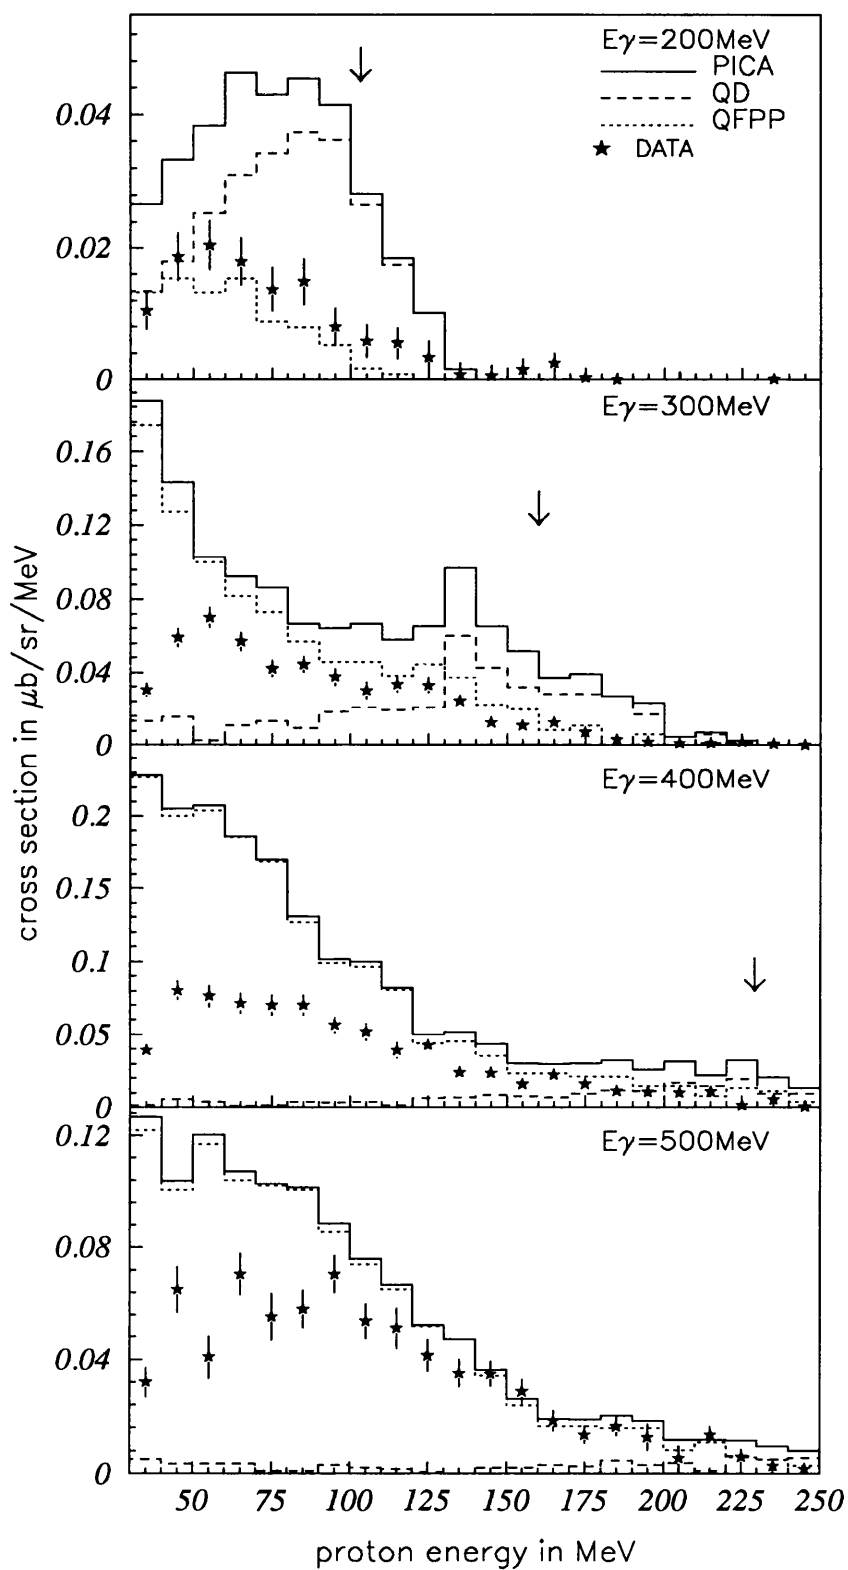 Eγ=200MeV
PICA
QD
QFPP
★ DATA
0.04
0.02
0
Eγ=300MeV
0.16
0.12
0.08
0.04
0
Eγ=400MeV
0.2
0.15
0.1
0.05
0
Eγ=500MeV
0.12
0.08
0.04
0
50 75 100 125 150 175 200 225 250
proton energy in MeV
cross section in μb/sr/MeV